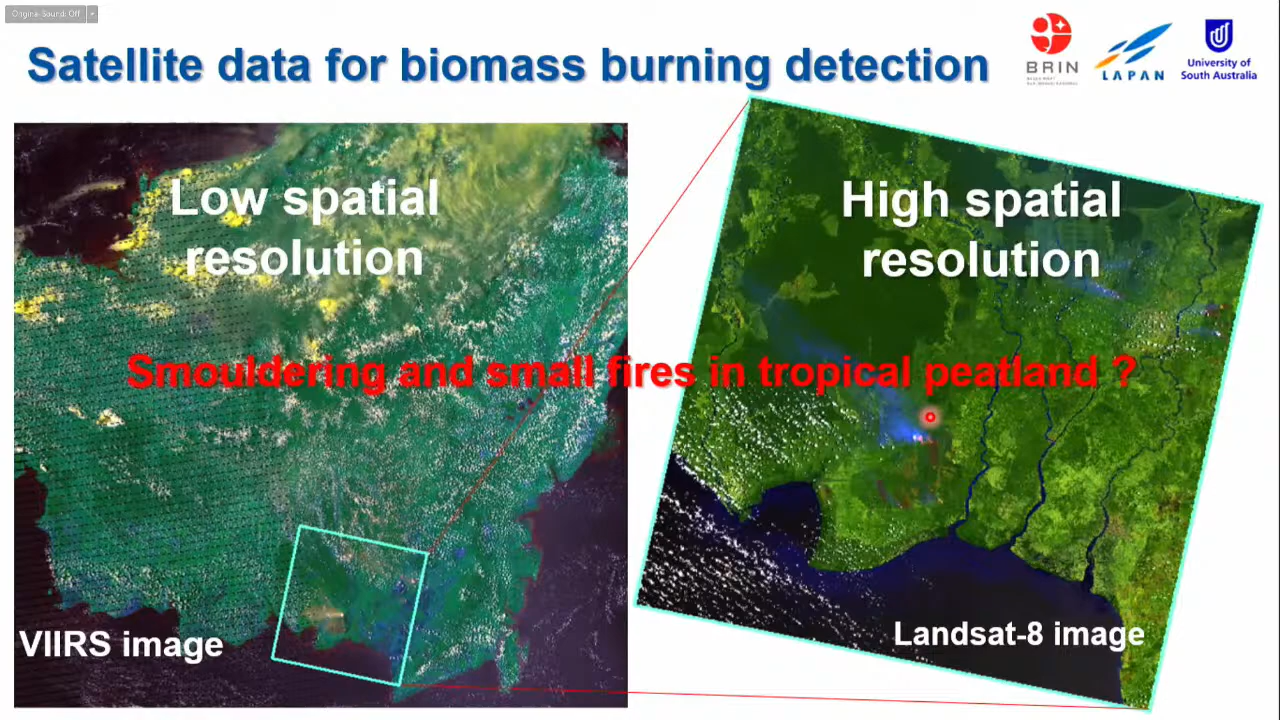 Original Sound: Off
Satellite data for biomass burning detection
BRIN
LAPAN
University of
South Australia
Low spatial
resolution
High spatial
resolution
Smouldering and small fires in tropical peatland ?
VIIRS image
Landsat-8 image